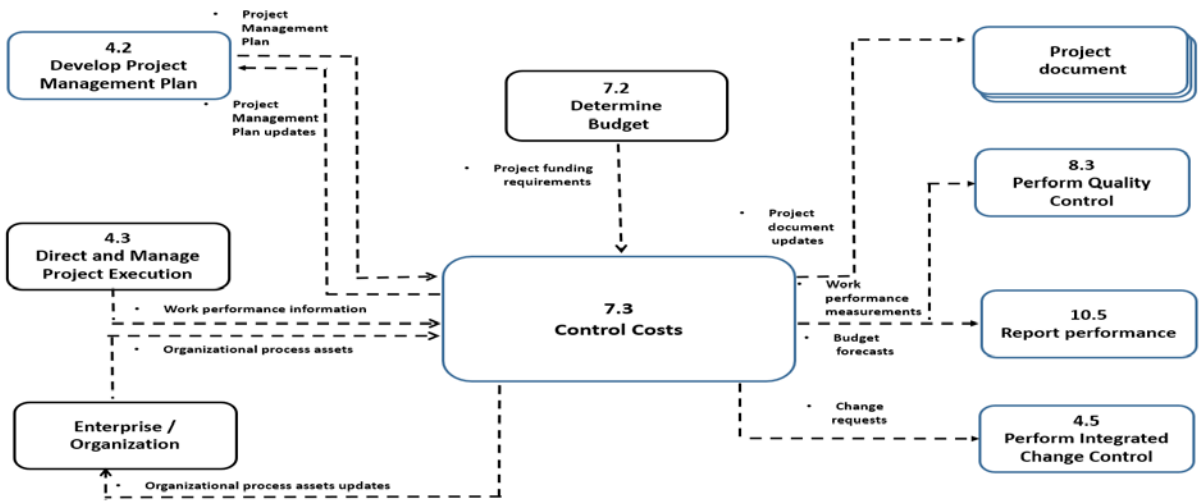 • Project
Management
Plan
4.2
Develop Project
Management Plan
• Project
Management
Plan updates
7.2
Determine
Budget
• Project funding
requirements
Project
document
8.3
Perform Quality
Control
• Project
document
updates
4.3
Direct and Manage
Project Execution
• Work performance information
• Organizational process assets
7.3
Control Costs
• Work
performance
measurements
• Budget
forecasts
10.5
Report performance
• Change
requests
4.5
Perform Integrated
Change Control
Enterprise /
Organization
• Organizational process assets updates